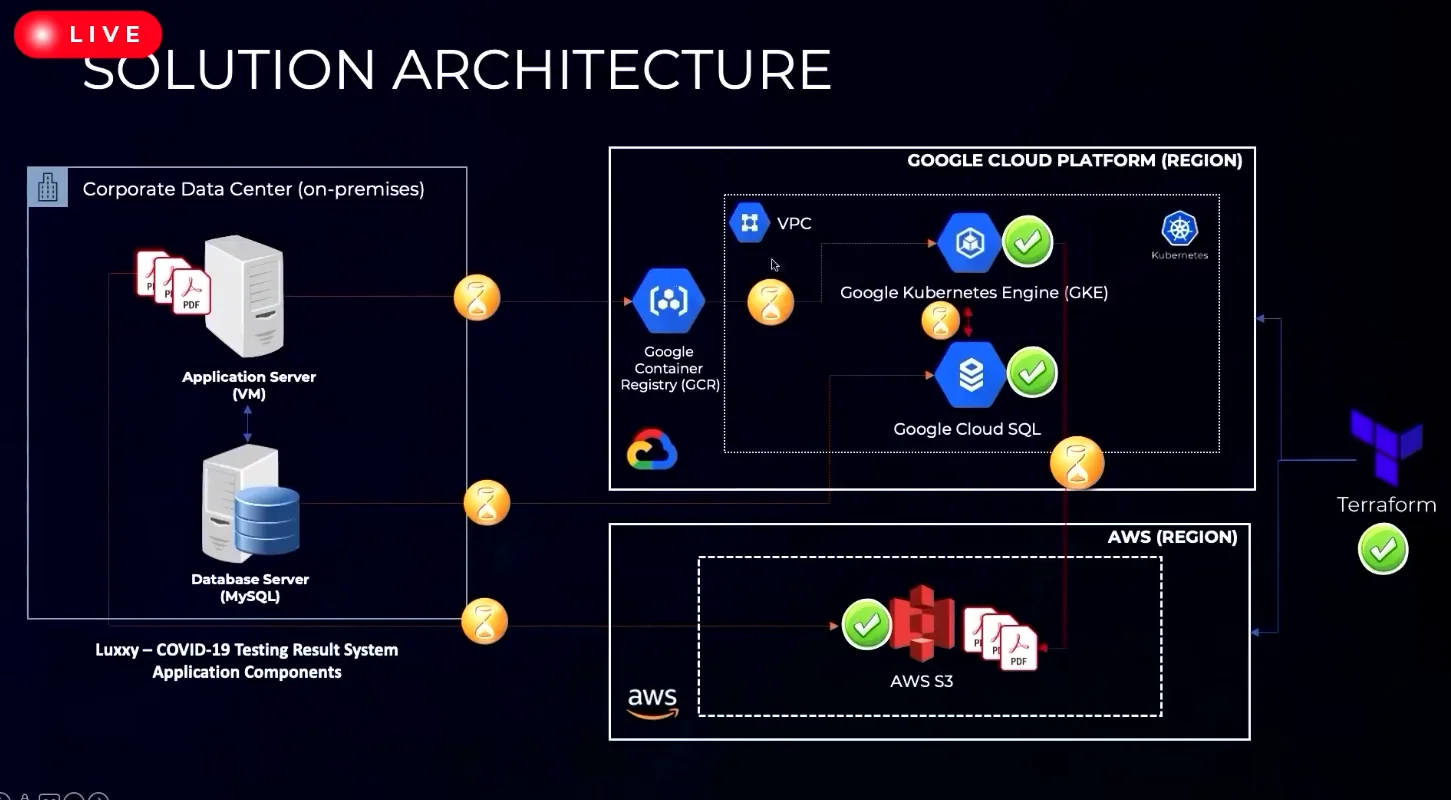 LIVE
SOLUTION ARCHITECTURE
Corporate Data Center (on-premises)
PDF
Application Server
(VM)
Database Server
(MySQL)
Luxxy – COVID-19 Testing Result System
Application Components
GOOGLE CLOUD PLATFORM (REGION)
VPC
Kubernetes
Google Kubernetes Engine (GKE)
Google
Container
Registry (GCR)
Google Cloud SQL
AWS (REGION)
PDF
AWS S3
aws
Terraform